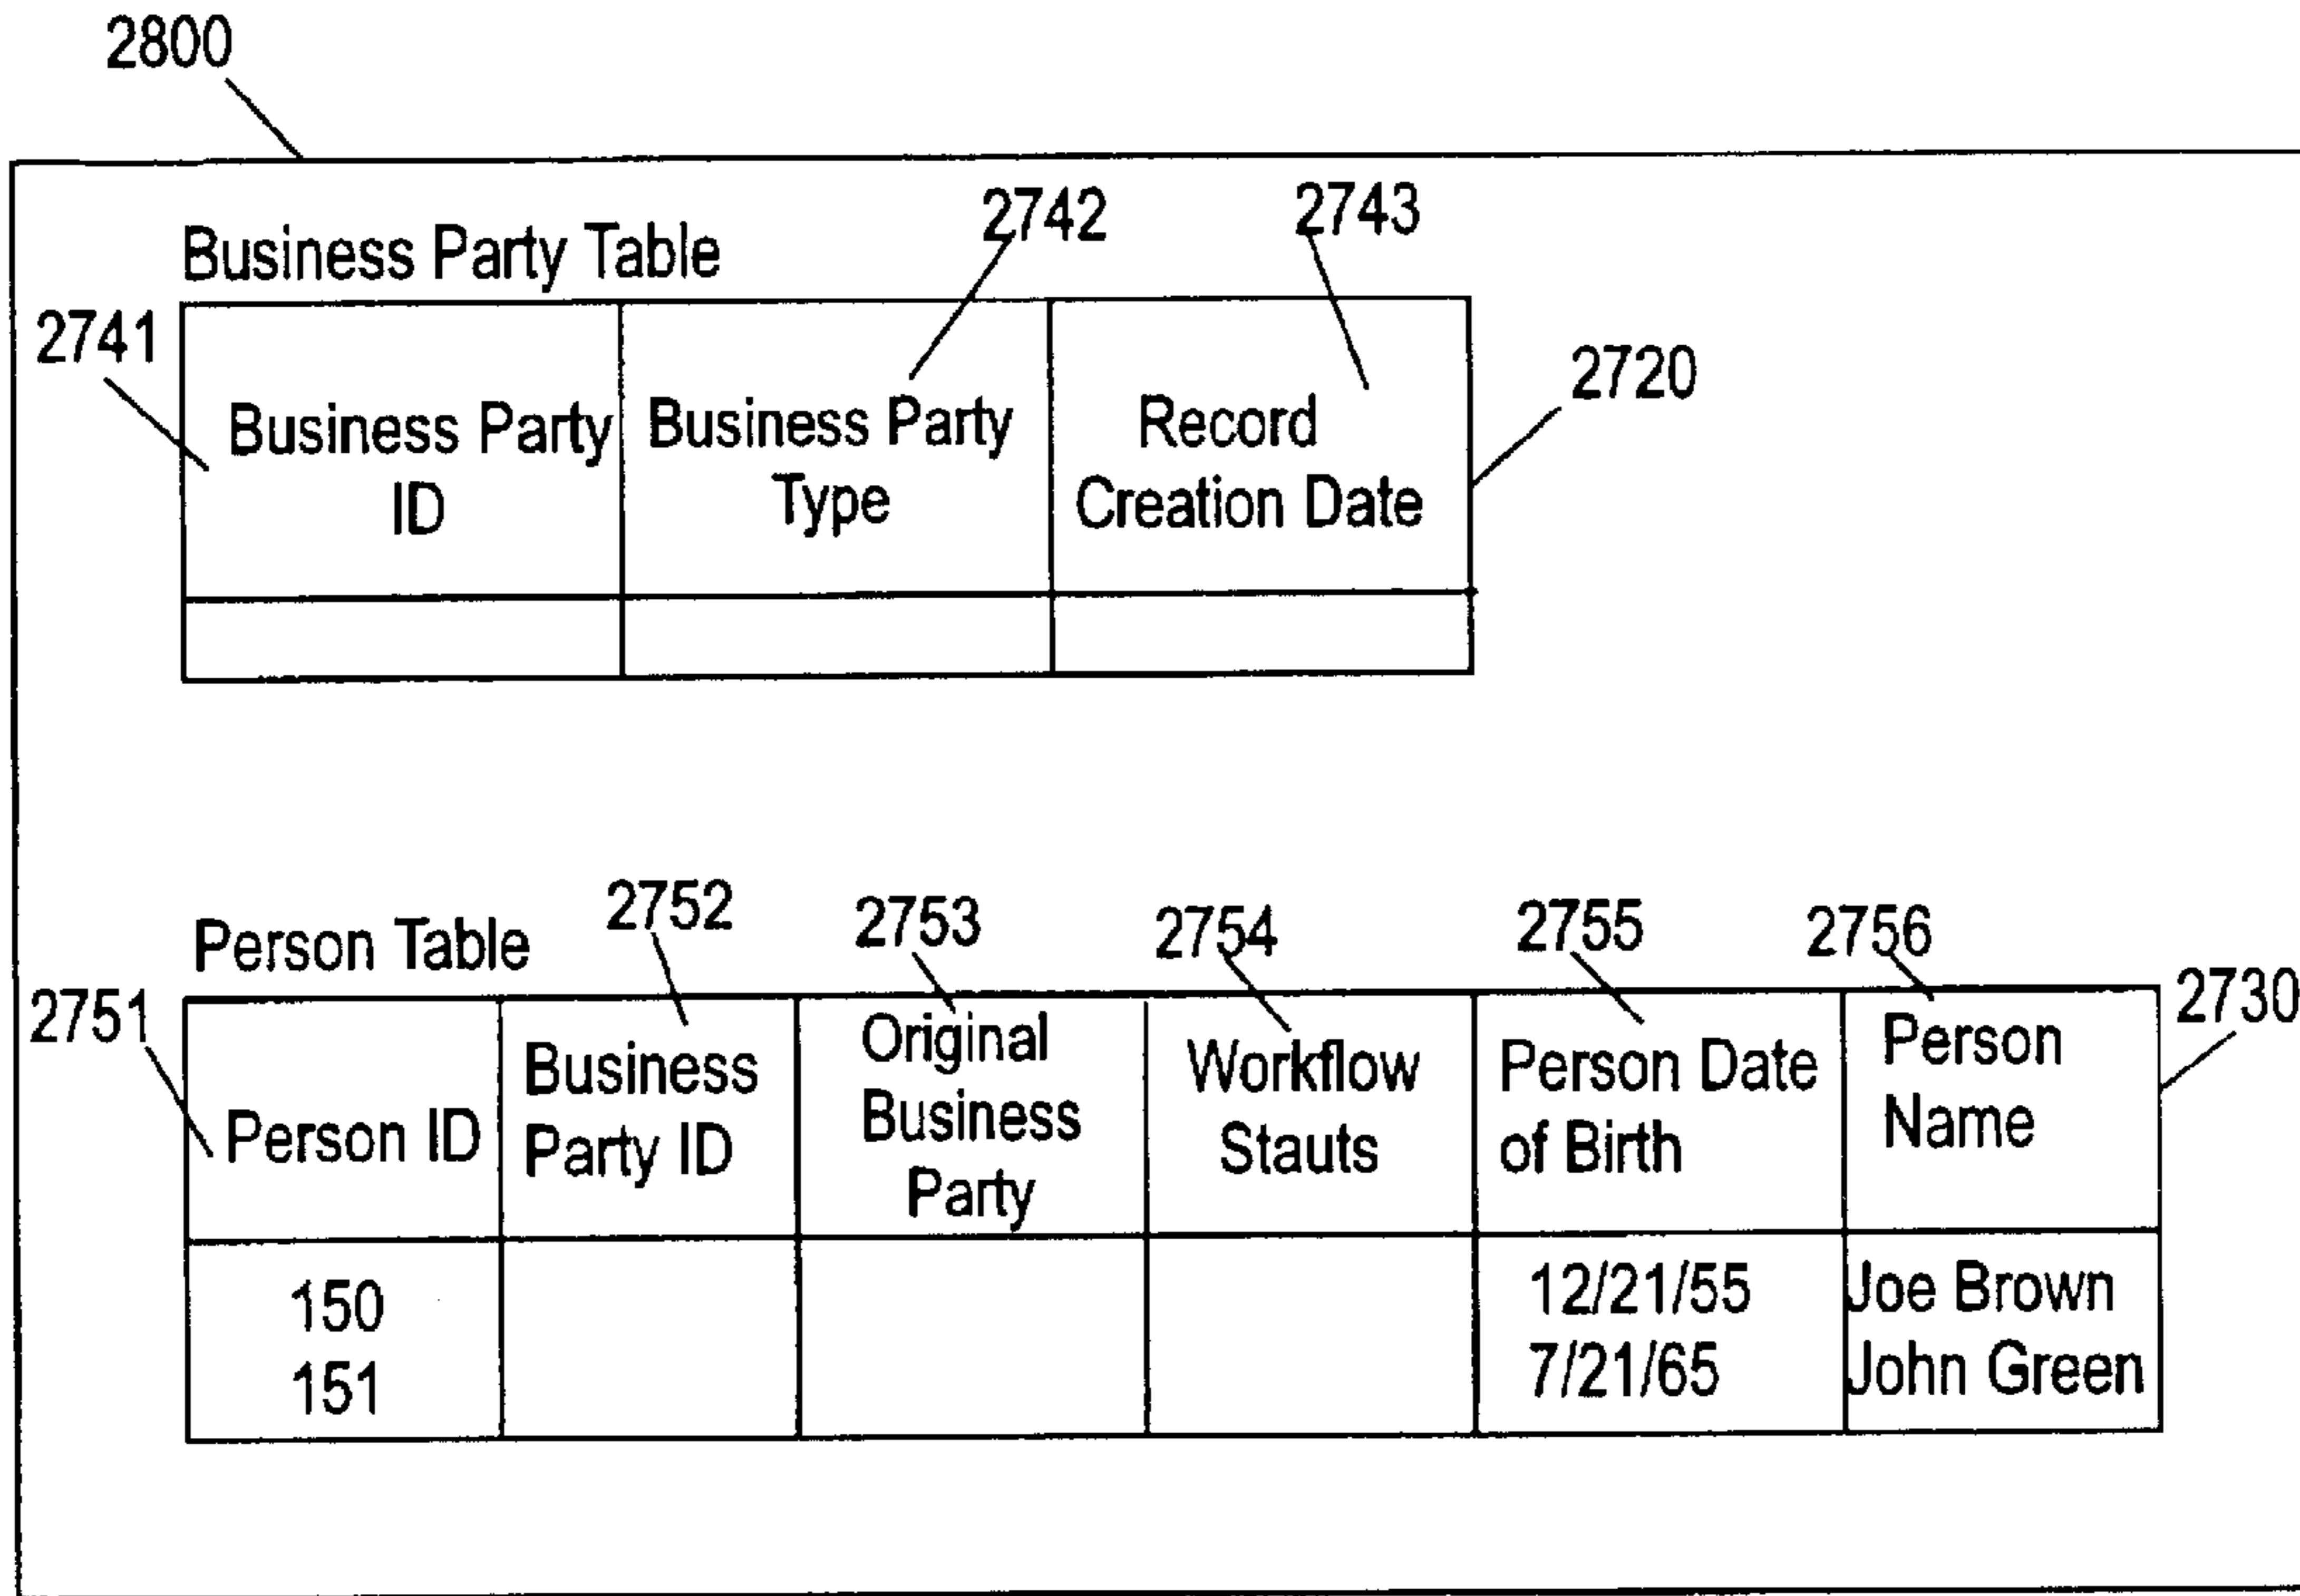 2800
2742
2743
Business Party Table
2741
2720
Business Party
ID
Business Party
Type
Record
Creation Date
2752
2753
2754
2755
2756
Person Table
2751
2730
Person ID
Business
Party ID
Original
Business
Party
Workflow
Stauts
Person Date
of Birth
Person
Name
150
12/21/55
Joe Brown
151
7/21/65
John Green